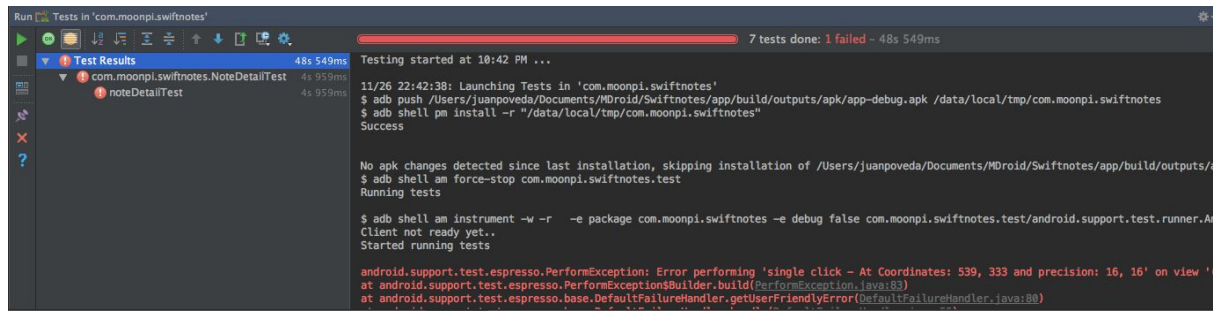 Run Tests in 'com.moonpi.swiftnotes'
7 tests done: 1 failed – 48s 549ms
Test Results 48s 549ms
com.moonpi.swiftnotes.NoteDetailTest 4s 959ms
noteDetailTest 4s 959ms
Testing started at 10:42 PM ...
11/26 22:42:38: Launching Tests in 'com.moonpi.swiftnotes'
$ adb push /Users/juanpoveda/Documents/MDroid/Swiftnotes/app/build/outputs/apk/app-debug.apk /data/local/tmp/com.moonpi.swiftnotes
$ adb shell pm install -r "/data/local/tmp/com.moonpi.swiftnotes"
Success
No apk changes detected since last installation, skipping installation of /Users/juanpoveda/Documents/MDroid/Swiftnotes/app/build/outputs/
$ adb shell am force-stop com.moonpi.swiftnotes.test
Running tests
$ adb shell am instrument -w -r -e package com.moonpi.swiftnotes -e debug false com.moonpi.swiftnotes.test/android.support.test.runner.
Client not ready yet..
Started running tests
android.support.test.espresso.PerformException: Error performing 'single click - At Coordinates: 539, 333 and precision: 16, 16' on view '
at android.support.test.espresso.PerformException$Builder.build(PerformException.java:83)
at android.support.test.espresso.base.DefaultFailureHandler.getUserFriendlyError(DefaultFailureHandler.java:80)